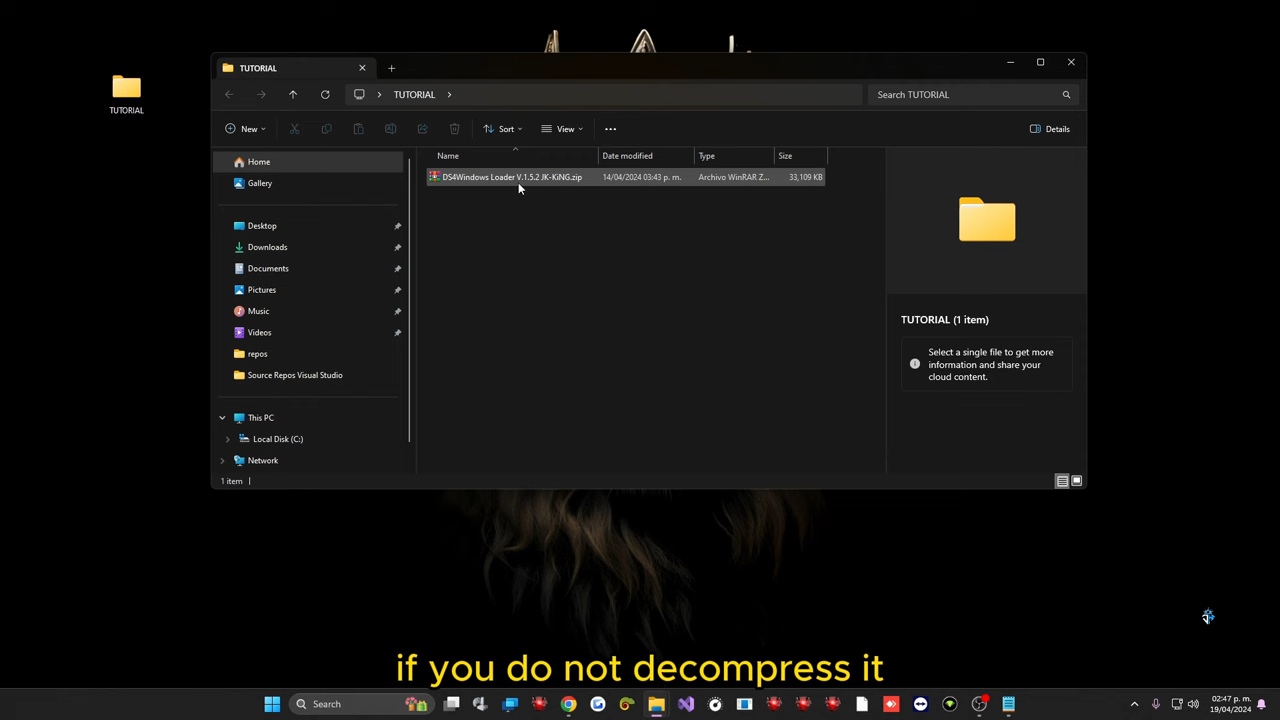 TUTORIAL
TUTORIAL
TUTORIAL
Search TUTORIAL
New
Sort
View
Details
Name
Date modified
Type
Size
DS4Windows Loader V.1.5.2 JK-KiNG.zip
14/04/2024 03:43 p. m.
Archivo WinRAR Z...
33,109 KB
Home
Gallery
Desktop
Downloads
Documents
Pictures
Music
Videos
repos
Source Repos Visual Studio
This PC
Local Disk (C:)
Network
TUTORIAL (1 item)
Select a single file to get more
information and share your
cloud content.
1 item
if you do not decompress it
Search
02:47 p. m.
19/04/2024